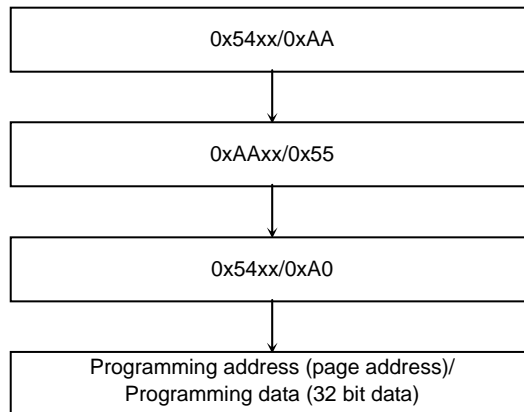 0x54xx/0xAA
0xAAxx/0x55
0x54xx/0xA0
Programming address (page address)/
Programming data (32 bit data)